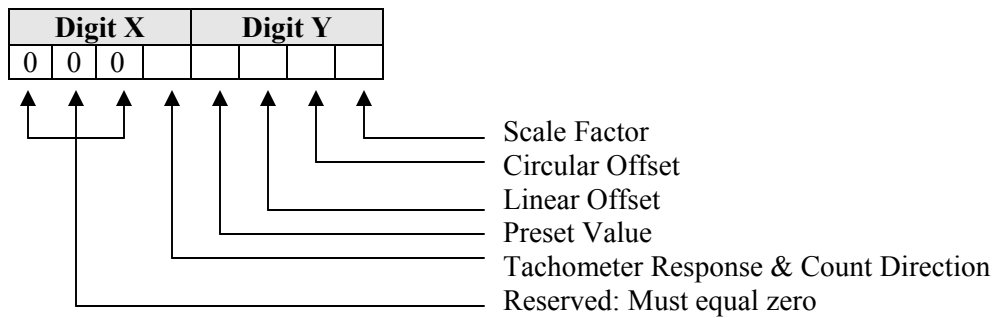 Digit X Digit Y
0 0 0
Scale Factor
Circular Offset
Linear Offset
Preset Value
Tachometer Response & Count Direction
Reserved: Must equal zero